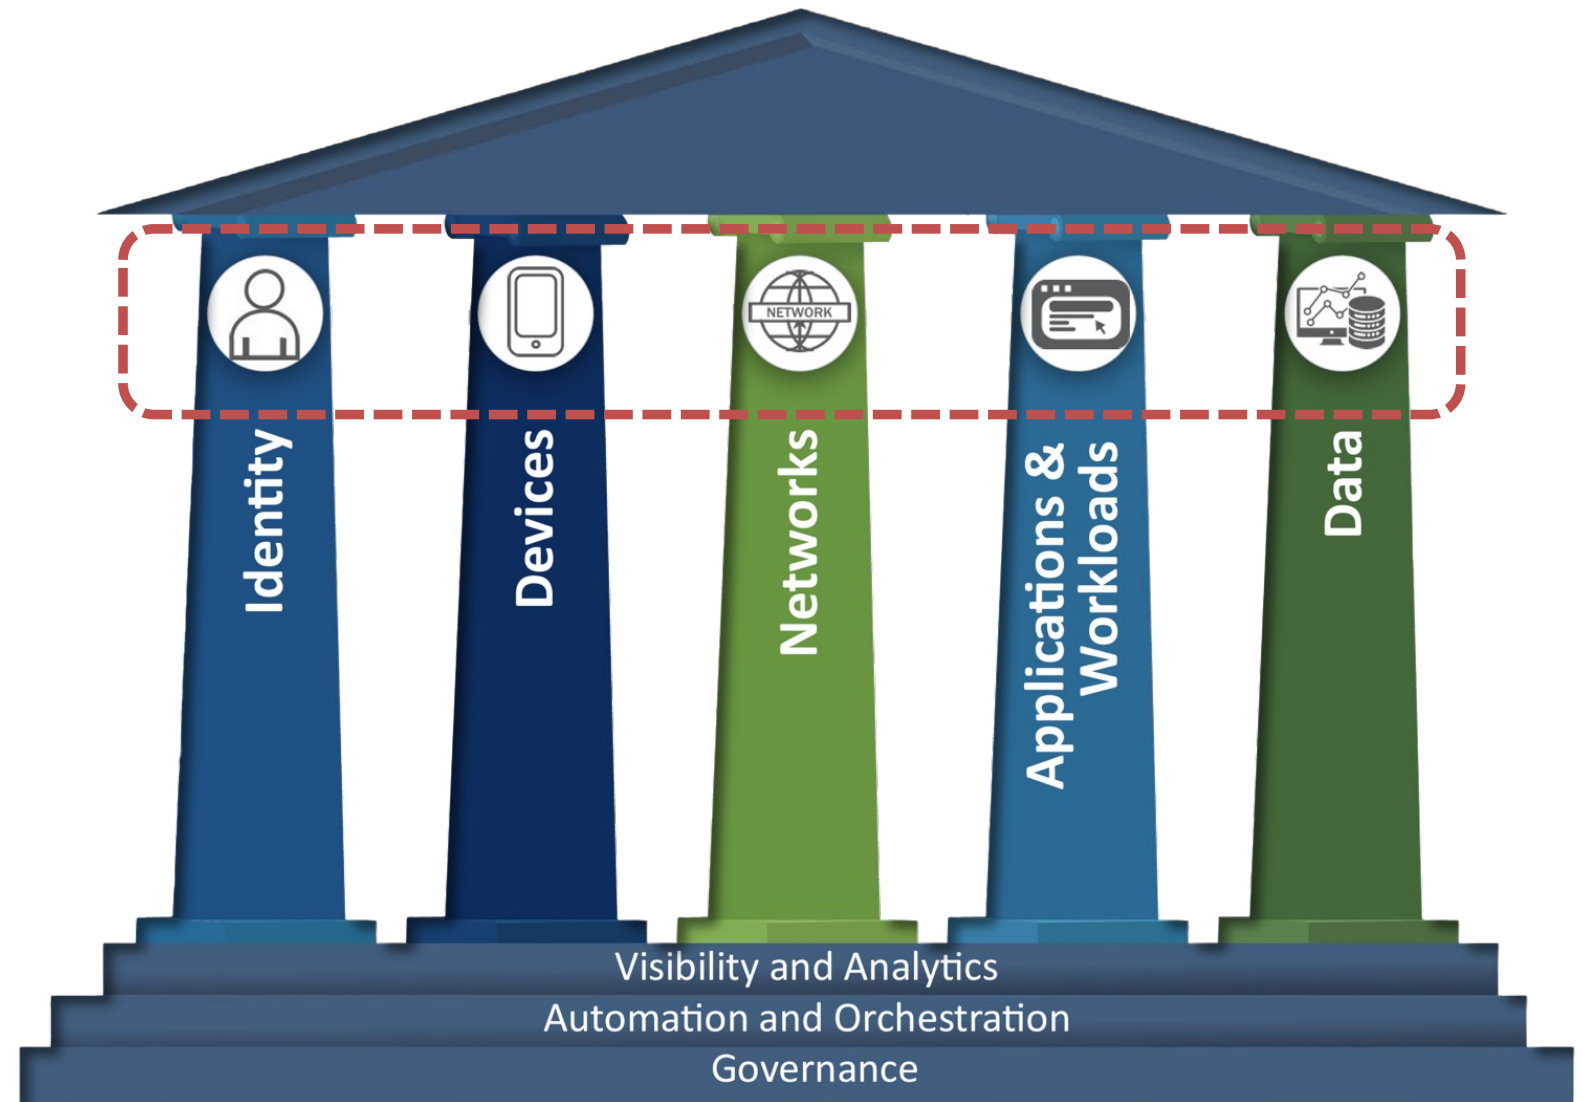 NETWORK
Identity
Devices
Networks
Applications &
Workloads
Data
Visibility and Analytics
Automation and Orchestration
Governance